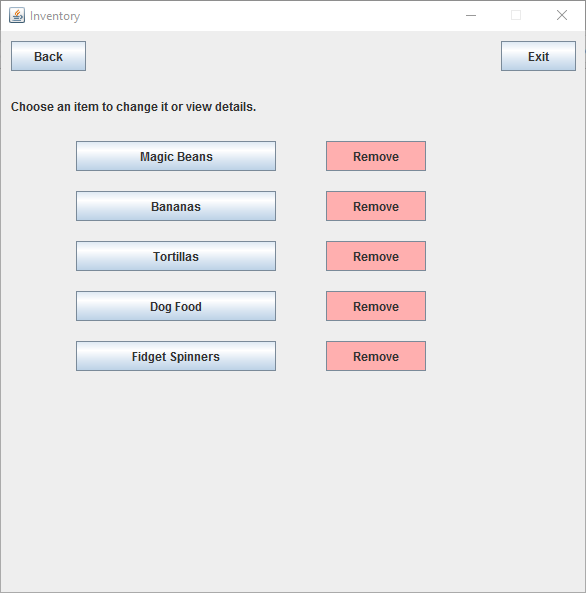 Inventory
Back Exit
Choose an item to change it or view details.
Magic Beans Remove
Bananas Remove
Tortillas Remove
Dog Food Remove
Fidget Spinners Remove